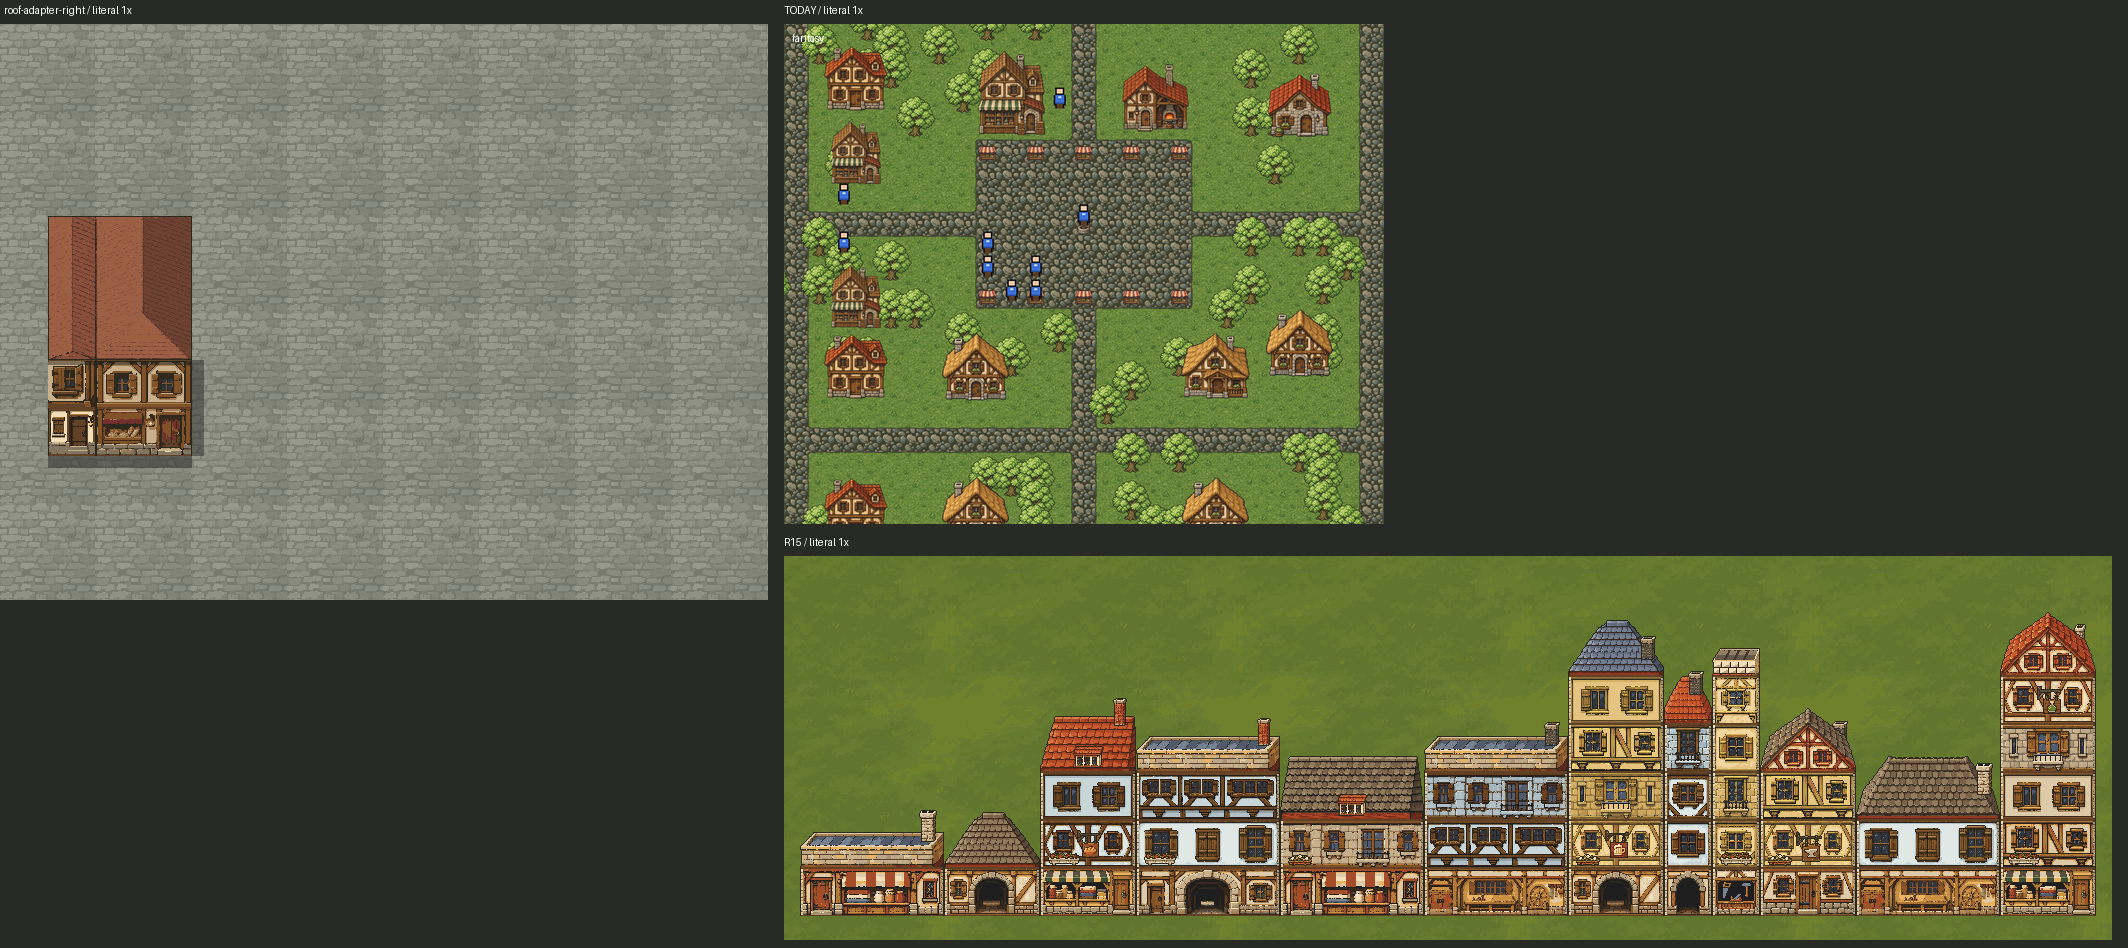 roof-adapter-right / literal 1x
TODAY / literal 1x
fantasy
R15 / literal 1x